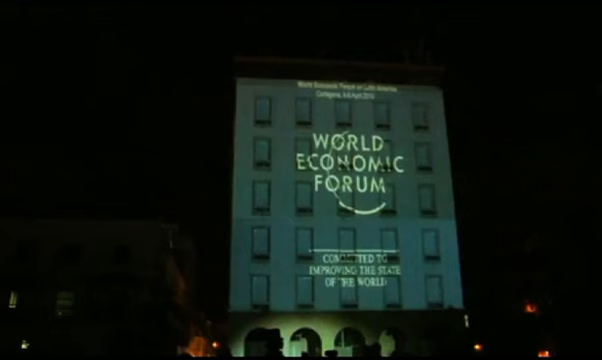 World Economic Forum on Latin America
Cartagena, 6-8 April 2010
WORLD
ECONOMIC
FORUM
COMMITTED TO
IMPROVING THE STATE
OF THE WORLD